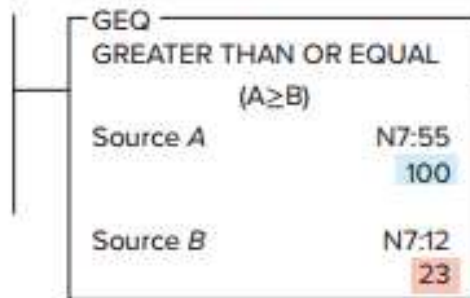 GEQ
GREATER THAN OR EQUAL
(A≥B)
Source A N7:55
100
Source B N7:12
23